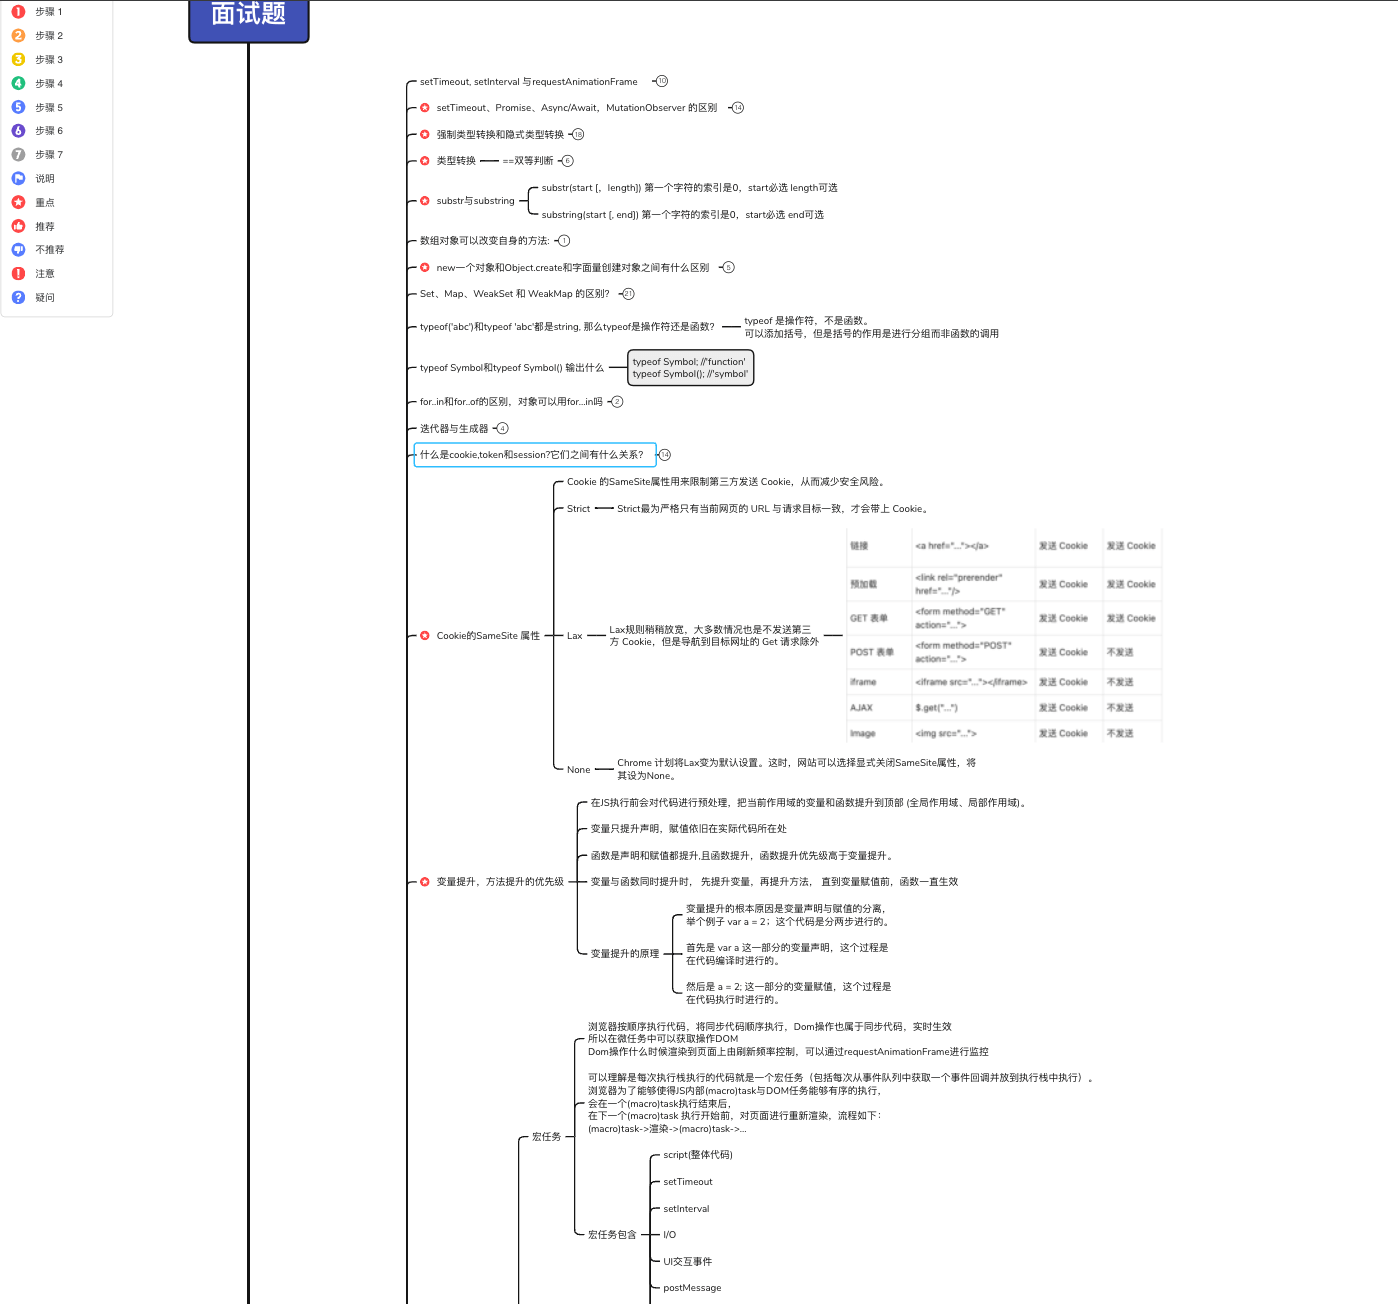 面试题
1 步骤 1
2 步骤 2
3 步骤 3
4 步骤 4
5 步骤 5
6 步骤 6
7 步骤 7
说明
重点
推荐
不推荐
! 注意
? 疑问
setTimeout, setInterval 与requestAnimationFrame 10
setTimeout、Promise、Async/Await，MutationObserver 的区别 14
强制类型转换和隐式类型转换 18
类型转换 ==双等判断 6
substr与substring
substr(start [，length]) 第一个字符的索引是0，start必选 length可选
substring(start [, end]) 第一个字符的索引是0，start必选 end可选
数组对象可以改变自身的方法: 1
new一个对象和Object.create和字面量创建对象之间有什么区别 5
Set、Map、WeakSet 和 WeakMap 的区别？ 21
typeof('abc')和typeof 'abc'都是string, 那么typeof是操作符还是函数？
typeof 是操作符，不是函数。
可以添加括号，但是括号的作用是进行分组而非函数的调用
typeof Symbol和typeof Symbol() 输出什么
typeof Symbol; //'function'
typeof Symbol(); //'symbol'
for..in和for..of的区别，对象可以用for...in吗 2
迭代器与生成器 4
什么是cookie,token和session?它们之间有什么关系？ 14
Cookie的SameSite 属性
Cookie 的SameSite属性用来限制第三方发送 Cookie，从而减少安全风险。
Strict
Strict最为严格只有当前网页的 URL 与请求目标一致，才会带上 Cookie。
Lax
Lax规则稍稍放宽，大多数情况也是不发送第三
方 Cookie，但是导航到目标网址的 Get 请求除外
链接 <a href="..."></a> 发送 Cookie 发送 Cookie
预加载 <link rel="prerender"
href="..."/> 发送 Cookie 发送 Cookie
GET 表单 <form method="GET"
action="..."> 发送 Cookie 发送 Cookie
POST 表单 <form method="POST"
action="..."> 发送 Cookie 不发送
iframe <iframe src="..."></iframe> 发送 Cookie 不发送
AJAX $.get("...") 发送 Cookie 不发送
Image <img src="..."> 发送 Cookie 不发送
None
Chrome 计划将Lax变为默认设置。这时，网站可以选择显式关闭SameSite属性，将
其设为None。
变量提升，方法提升的优先级
在JS执行前会对代码进行预处理，把当前作用域的变量和函数提升到顶部 (全局作用域、局部作用域)。
变量只提升声明，赋值依旧在实际代码所在处
函数是声明和赋值都提升,且函数提升，函数提升优先级高于变量提升。
变量与函数同时提升时， 先提升变量，再提升方法， 直到变量赋值前，函数一直生效
变量提升的原理
变量提升的根本原因是变量声明与赋值的分离，
举个例子 var a = 2；这个代码是分两步进行的。
首先是 var a 这一部分的变量声明，这个过程是
在代码编译时进行的。
然后是 a = 2; 这一部分的变量赋值，这个过程是
在代码执行时进行的。
宏任务
浏览器按顺序执行代码，将同步代码顺序执行，Dom操作也属于同步代码，实时生效
所以在微任务中可以获取操作DOM
Dom操作什么时候渲染到页面上由刷新频率控制，可以通过requestAnimationFrame进行监控
可以理解是每次执行栈执行的代码就是一个宏任务（包括每次从事件队列中获取一个事件回调并放到执行栈中执行）。
浏览器为了能够使得JS内部(macro)task与DOM任务能够有序的执行，
会在一个(macro)task执行结束后，
在下一个(macro)task 执行开始前，对页面进行重新渲染，流程如下：
(macro)task->渲染->(macro)task->...
宏任务包含
script(整体代码)
setTimeout
setInterval
I/O
UI交互事件
postMessage